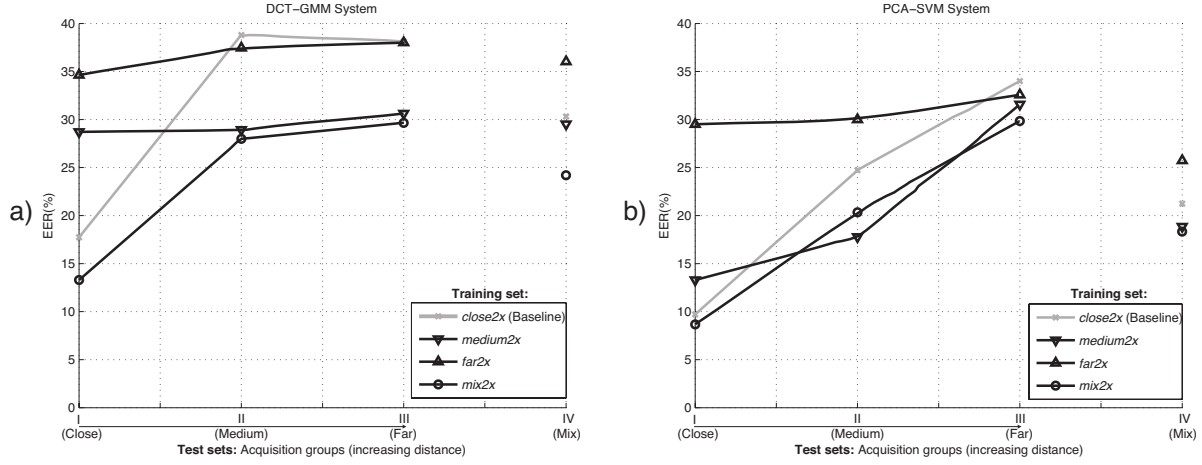 DCT−GMM System
a)
EER(%)
40
35
30
25
20
15
10
5
0
I
II
III
IV
(Close)
(Medium)
(Far)
(Mix)
Test sets: Acquisition groups (increasing distance)
Training set:
close2x (Baseline)
medium2x
far2x
mix2x
PCA−SVM System
b)
EER(%)
40
35
30
25
20
15
10
5
0
I
II
III
IV
(Close)
(Medium)
(Far)
(Mix)
Test sets: Acquisition groups (increasing distance)
Training set:
close2x (Baseline)
medium2x
far2x
mix2x